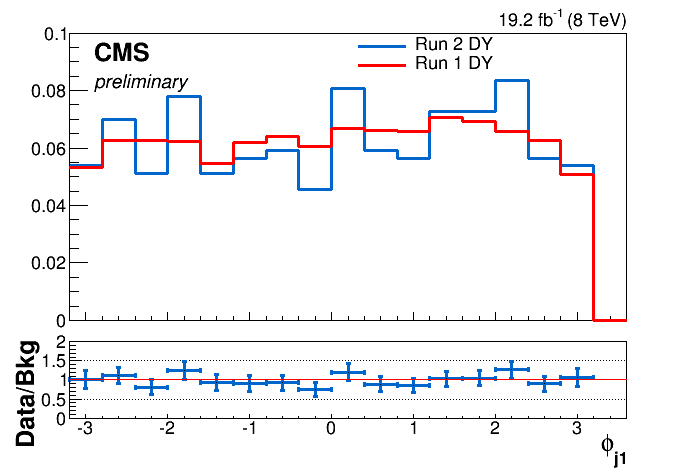 19.2 fb⁻¹ (8 TeV)
0.1
CMS
preliminary
Run 2 DY
Run 1 DY
0.08
0.06
0.04
0.02
0
Data/Bkg
2
1.5
1
0.5
0
-3 -2 -1 0 1 2 3
ϕj1